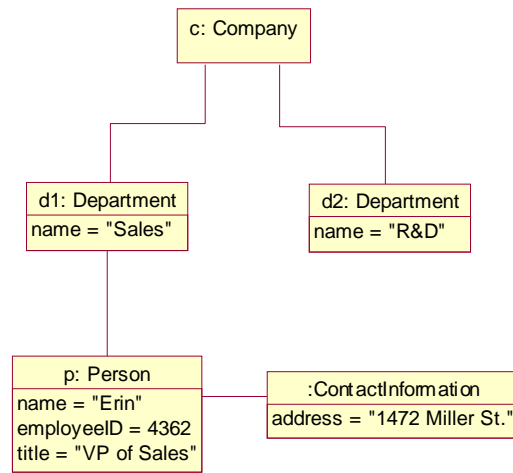 c: Company
d1: Department
name = "Sales"
d2: Department
name = "R&D"
p: Person
name = "Erin"
employeeID = 4362
title = "VP of Sales"
:ContactInformation
address = "1472 Miller St."